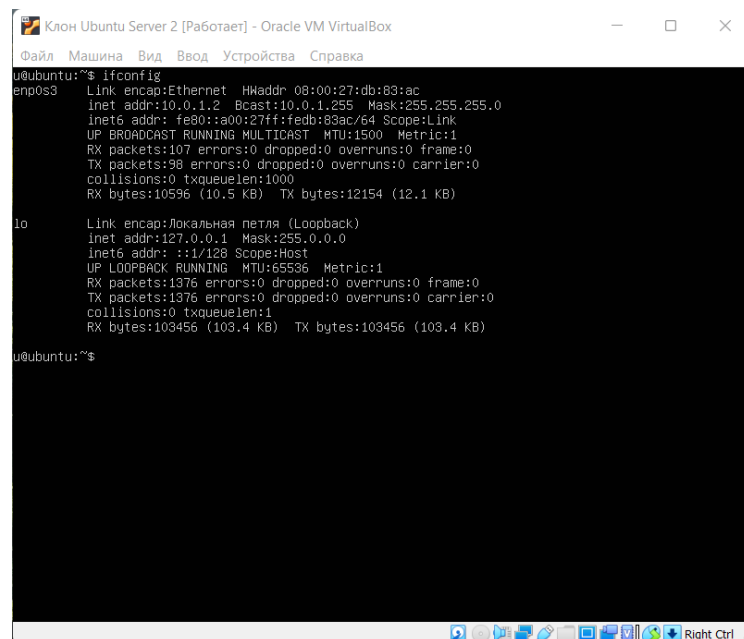 Клон Ubuntu Server 2 [Работает] - Oracle VM VirtualBox
Файл Машина Вид Ввод Устройства Справка
u@ubuntu:~$ ifconfig
enp0s3 Link encap:Ethernet HWaddr 08:00:27:db:83:ac
inet addr:10.0.1.2 Bcast:10.0.1.255 Mask:255.255.255.0
inet6 addr: fe80::a00:27ff:fedb:83ac/64 Scope:Link
UP BROADCAST RUNNING MULTICAST MTU:1500 Metric:1
RX packets:107 errors:0 dropped:0 overruns:0 frame:0
TX packets:98 errors:0 dropped:0 overruns:0 carrier:0
collisions:0 txqueuelen:1000
RX bytes:10596 (10.5 KB) TX bytes:12154 (12.1 KB)
lo Link encap:Локальная петля (Loopback)
inet addr:127.0.0.1 Mask:255.0.0.0
inet6 addr: ::1/128 Scope:Host
UP LOOPBACK RUNNING MTU:65536 Metric:1
RX packets:1376 errors:0 dropped:0 overruns:0 frame:0
TX packets:1376 errors:0 dropped:0 overruns:0 carrier:0
collisions:0 txqueuelen:1
RX bytes:103456 (103.4 KB) TX bytes:103456 (103.4 KB)
u@ubuntu:~$
Right Ctrl